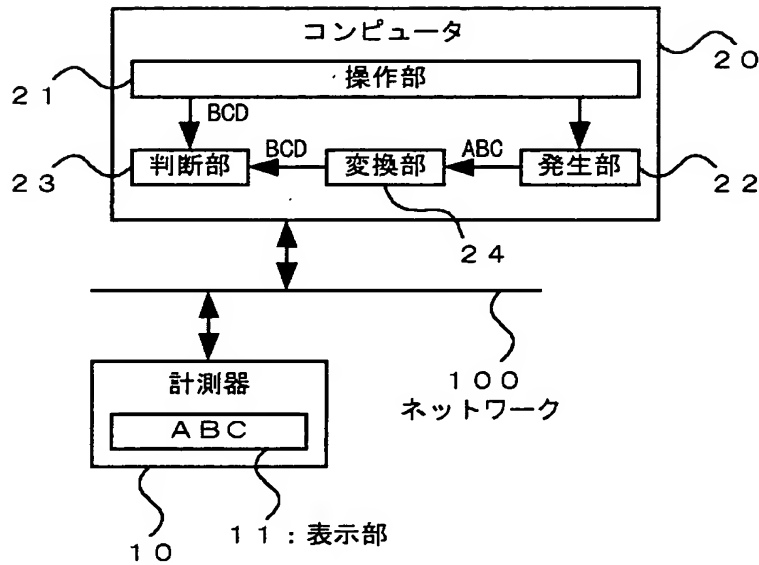 コンピュータ
２０
２１
操作部
BCD
BCD
ABC
判断部
変換部
発生部
２３
２２
２４
１００
ネットワーク
計測器
ＡＢＣ
１０
１１：表示部